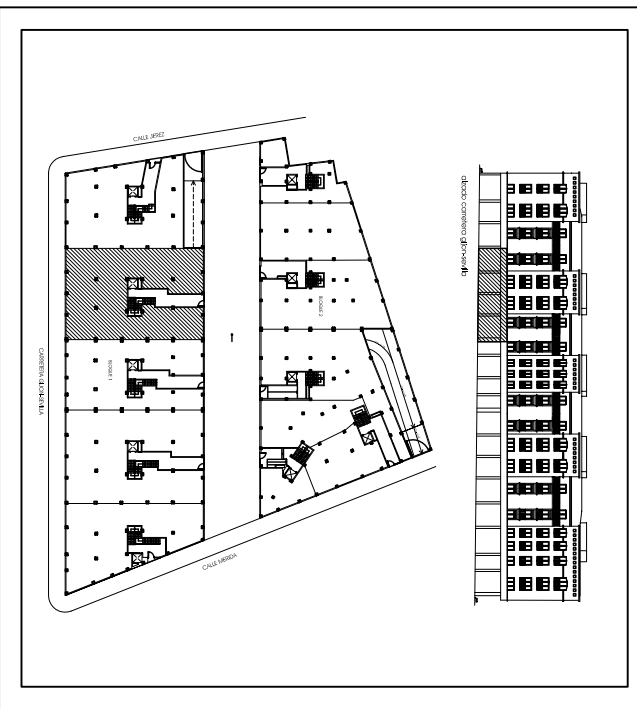 CALLE JEREZ
alzado carretera gijon-sevilla
BLOQUE 2
BLOQUE 1
CARRETERA GIJON-SEVILLA
CALLE MERIDA